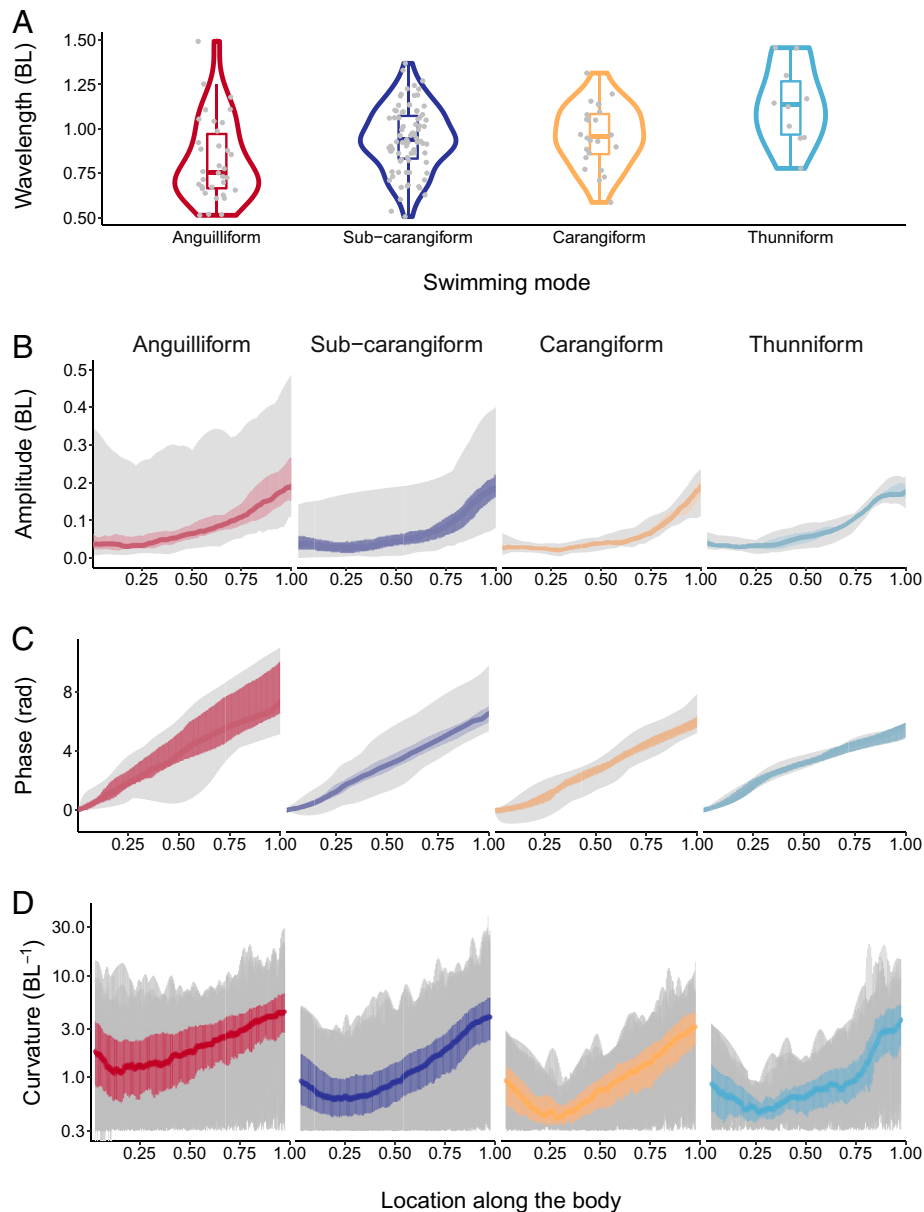 A
Wavelength (BL)
1.50
1.25
1.00
0.75
0.50
Anguilliform Sub−carangiform Carangiform Thunniform
Swimming mode
B
Anguilliform Sub−carangiform Carangiform Thunniform
Amplitude (BL)
0.5
0.4
0.3
0.2
0.1
0.0
0.25 0.50 0.75 1.00 0.25 0.50 0.75 1.00 0.25 0.50 0.75 1.00 0.25 0.50 0.75 1.00
C
Phase (rad)
8
4
0
0.25 0.50 0.75 1.00 0.25 0.50 0.75 1.00 0.25 0.50 0.75 1.00 0.25 0.50 0.75 1.00
D
Curvature (BL⁻¹)
30.0
10.0
3.0
1.0
0.3
0.25 0.50 0.75 1.00 0.25 0.50 0.75 1.00 0.25 0.50 0.75 1.00 0.25 0.50 0.75 1.00
Location along the body